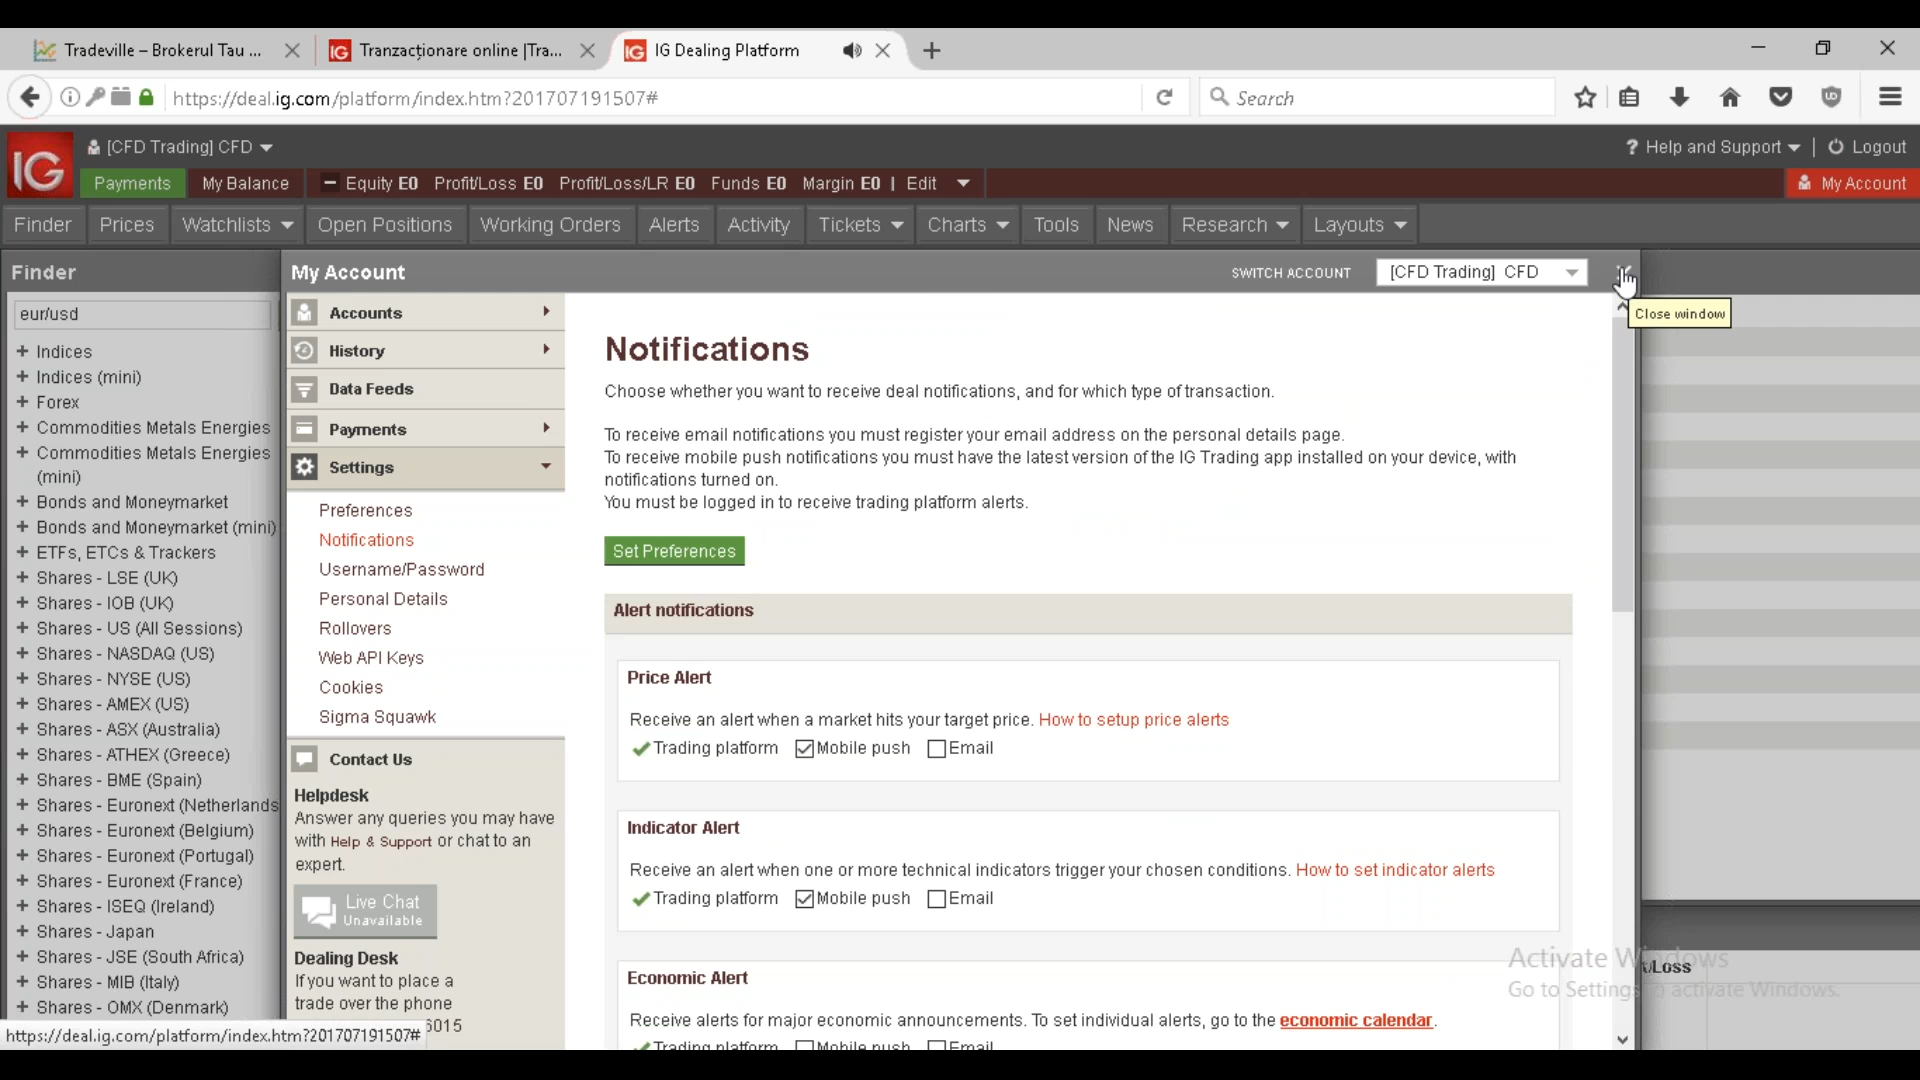 Tradeville – Brokerul Tau ...
IG Tranzacționare online |Tra...
IG IG Dealing Platform
https://deal.ig.com/platform/index.htm?201707191507#
Search
IG
[CFD Trading] CFD
? Help and Support
Logout
Payments
My Balance
Equity E0 Profit/Loss E0 Profit/Loss/LR E0 Funds E0 Margin E0 | Edit
My Account
Finder
Prices
Watchlists
Open Positions
Working Orders
Alerts
Activity
Tickets
Charts
Tools
News
Research
Layouts
Finder
eur/usd
+ Indices
+ Indices (mini)
+ Forex
+ Commodities Metals Energies
+ Commodities Metals Energies
(mini)
+ Bonds and Moneymarket
+ Bonds and Moneymarket (mini)
+ ETFs, ETCs & Trackers
+ Shares - LSE (UK)
+ Shares - IOB (UK)
+ Shares - US (All Sessions)
+ Shares - NASDAQ (US)
+ Shares - NYSE (US)
+ Shares - AMEX (US)
+ Shares - ASX (Australia)
+ Shares - ATHEX (Greece)
+ Shares - BME (Spain)
+ Shares - Euronext (Netherlands
+ Shares - Euronext (Belgium)
+ Shares - Euronext (Portugal)
+ Shares - Euronext (France)
+ Shares - ISEQ (Ireland)
+ Shares - Japan
+ Shares - JSE (South Africa)
+ Shares - MIB (Italy)
+ Shares - OMX (Denmark)
https://deal.ig.com/platform/index.htm?201707191507#
My Account
SWITCH ACCOUNT
[CFD Trading] CFD
Close window
Accounts
History
Data Feeds
Payments
Settings
Preferences
Notifications
Username/Password
Personal Details
Rollovers
Web API Keys
Cookies
Sigma Squawk
Contact Us
Helpdesk
Answer any queries you may have
with Help & Support or chat to an
expert.
Live Chat
Unavailable
Dealing Desk
If you want to place a
trade over the phone
6015
Notifications
Choose whether you want to receive deal notifications, and for which type of transaction.
To receive email notifications you must register your email address on the personal details page.
To receive mobile push notifications you must have the latest version of the IG Trading app installed on your device, with
notifications turned on.
You must be logged in to receive trading platform alerts.
Set Preferences
Alert notifications
Price Alert
Receive an alert when a market hits your target price. How to setup price alerts
Trading platform Mobile push Email
Indicator Alert
Receive an alert when one or more technical indicators trigger your chosen conditions. How to set indicator alerts
Trading platform Mobile push Email
Economic Alert
Receive alerts for major economic announcements. To set individual alerts, go to the economic calendar.
Trading platform Mobile push Email
/Loss
Activate Windows
Go to Settings to activate Windows.